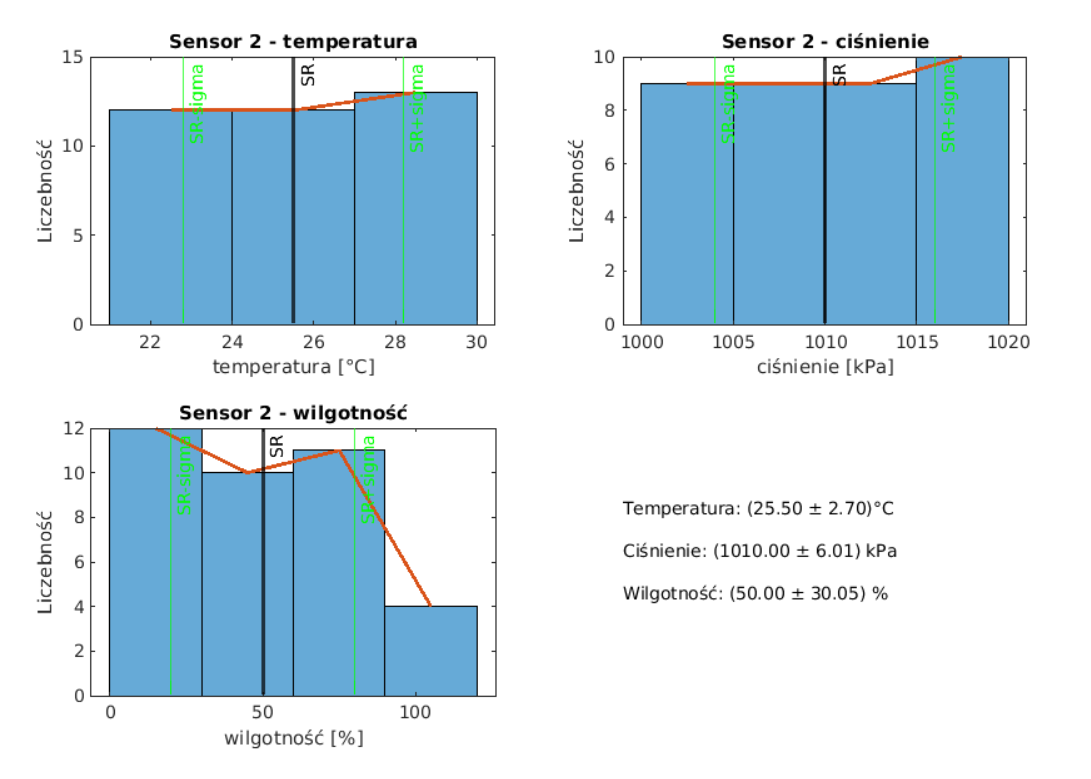 Sensor 2 - temperatura
15
10
5
0
Liczebność
SR-sigma
SR
SR+sigma
22 24 26 28 30
temperatura [°C]
Sensor 2 - ciśnienie
10
8
6
4
2
0
Liczebność
SR-sigma
SR
SR+sigma
1000 1005 1010 1015 1020
ciśnienie [kPa]
Sensor 2 - wilgotność
12
10
8
6
4
2
0
Liczebność
SR-sigma
SR
SR+sigma
0 50 100
wilgotność [%]
Temperatura: (25.50 ± 2.70)°C
Ciśnienie: (1010.00 ± 6.01) kPa
Wilgotność: (50.00 ± 30.05) %